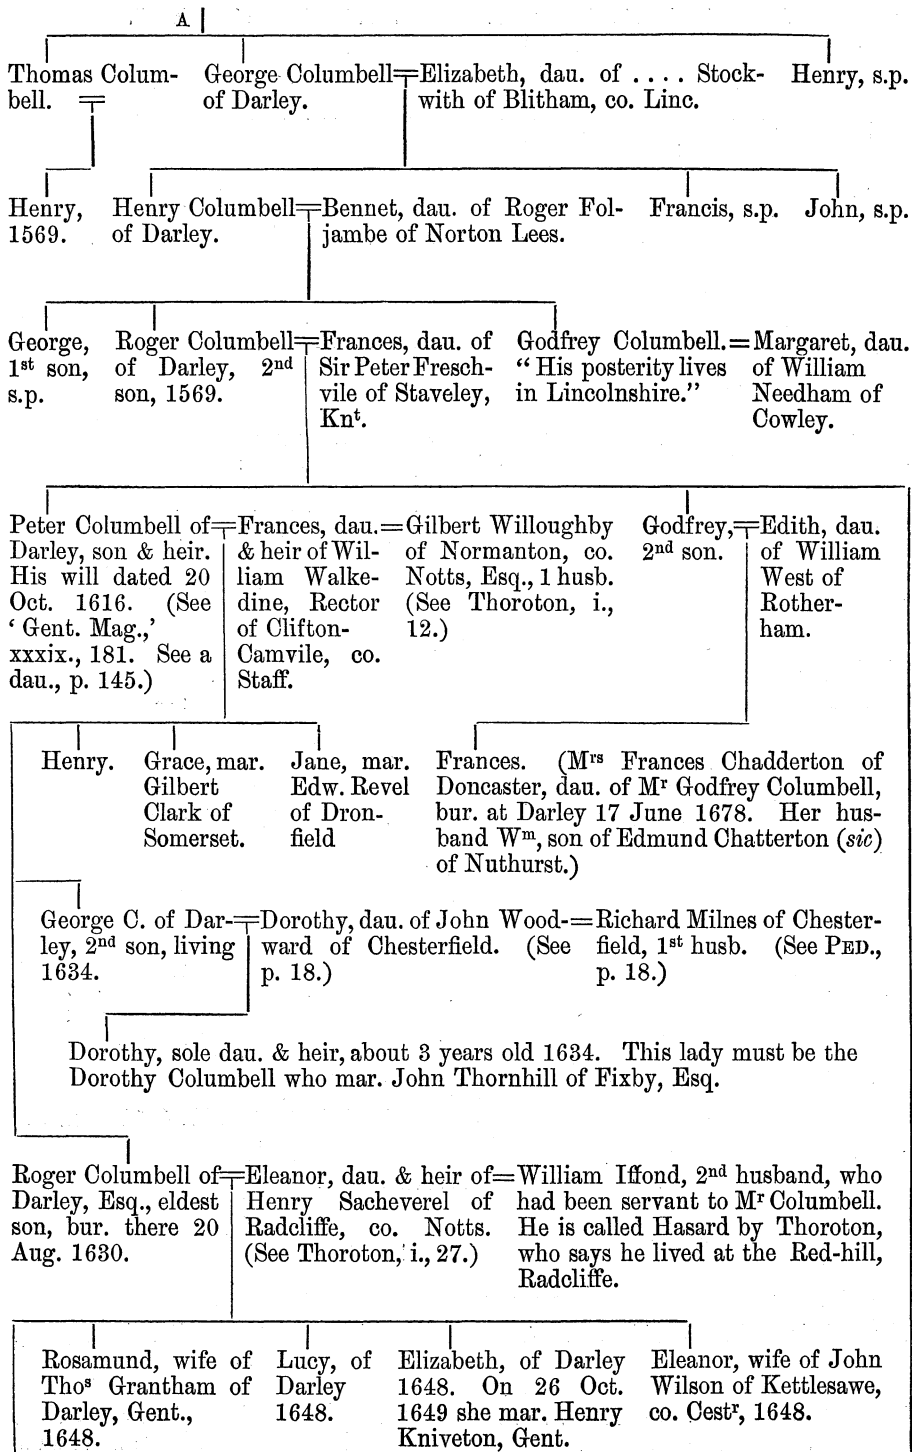 A
Thomas Colum-
bell.
George Columbell=Elizabeth, dau. of . . . . Stock-
of Darley. with of Blitham, co. Linc.
Henry, s.p.
Henry,
1569.
Henry Columbell=Bennet, dau. of Roger Fol-
of Darley. jambe of Norton Lees.
Francis, s.p.
John, s.p.
George,
1st son,
s.p.
Roger Columbell=
of Darley, 2nd
son, 1569.
Frances, dau. of
Sir Peter Fresch-
vile of Staveley,
Knt.
Godfrey Columbell.=
“ His posterity lives
in Lincolnshire.”
Margaret, dau.
of William
Needham of
Cowley.
Peter Columbell of=
Darley, son & heir.
His will dated 20
Oct. 1616. (See
‘ Gent. Mag.,’
xxxix., 181. See a
dau., p. 145.)
Frances, dau.=
& heir of Wil-
liam Walke-
dine, Rector
of Clifton-
Camvile, co.
Staff.
Gilbert Willoughby
of Normanton, co.
Notts, Esq., 1 husb.
(See Thoroton, i.,
12.)
Godfrey,=
2nd son.
Edith, dau.
of William
West of
Rother-
ham.
Henry.
Grace, mar.
Gilbert
Clark of
Somerset.
Jane, mar.
Edw. Revel
of Dron-
field
Frances. (Mrs Frances Chadderton of
Doncaster, dau. of Mr Godfrey Columbell,
bur. at Darley 17 June 1678. Her hus-
band Wm, son of Edmund Chatterton (sic)
of Nuthurst.)
George C. of Dar-=
ley, 2nd son, living
1634.
Dorothy, dau. of John Wood-=
ward of Chesterfield. (See
p. 18.)
Richard Milnes of Chester-
field, 1st husb. (See PED.,
p. 18.)
Dorothy, sole dau. & heir, about 3 years old 1634. This lady must be the
Dorothy Columbell who mar. John Thornhill of Fixby, Esq.
Roger Columbell of=
Darley, Esq., eldest
son, bur. there 20
Aug. 1630.
Eleanor, dau. & heir of=
Henry Sacheverel of
Radcliffe, co. Notts.
(See Thoroton, i., 27.)
William Iffond, 2nd husband, who
had been servant to Mr Columbell.
He is called Hasard by Thoroton,
who says he lived at the Red-hill,
Radcliffe.
Rosamund, wife of
Thos Grantham of
Darley, Gent.,
1648.
Lucy, of
Darley
1648.
Elizabeth, of Darley
1648. On 26 Oct.
1649 she mar. Henry
Kniveton, Gent.
Eleanor, wife of John
Wilson of Kettlesawe,
co. Cestr, 1648.